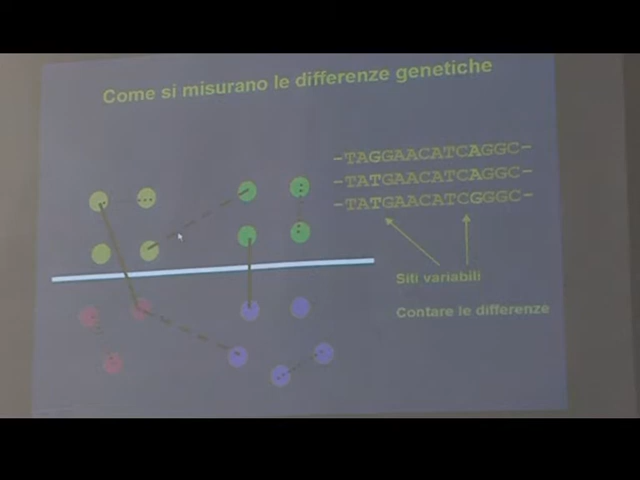 Come si misurano le differenze genetiche
-TAGGAACATCAGGC-
-TATGAACATCAGGC-
-TATGAACATCGGGC-
Siti variabili
Contare le differenze